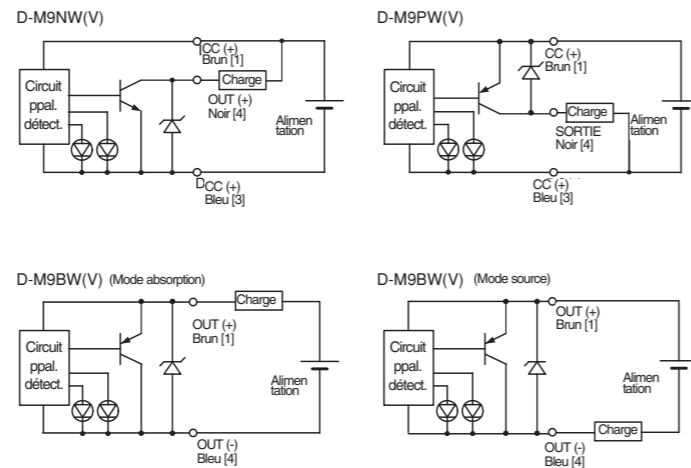 D-M9NW(V)
Circuit
ppal.
détect.
CC (+)
Brun [1]
Charge
OUT (+)
Noir [4]
Alimen
tation
DCC (+)
Bleu [3]
D-M9PW(V)
Circuit
ppal.
détect.
CC (+)
Brun [1]
Charge
SORTIE
Noir [4]
Alimen
tation
CC (+)
Bleu [3]
D-M9BW(V) (Mode absorption)
Circuit
ppal.
détect.
Charge
OUT (+)
Brun [1]
Alimen
tation
OUT (-)
Bleu [4]
D-M9BW(V) (Mode source)
Circuit
ppal.
détect.
OUT (+)
Brun [1]
Alimen
tation
OUT (-)
Bleu [4]
Charge